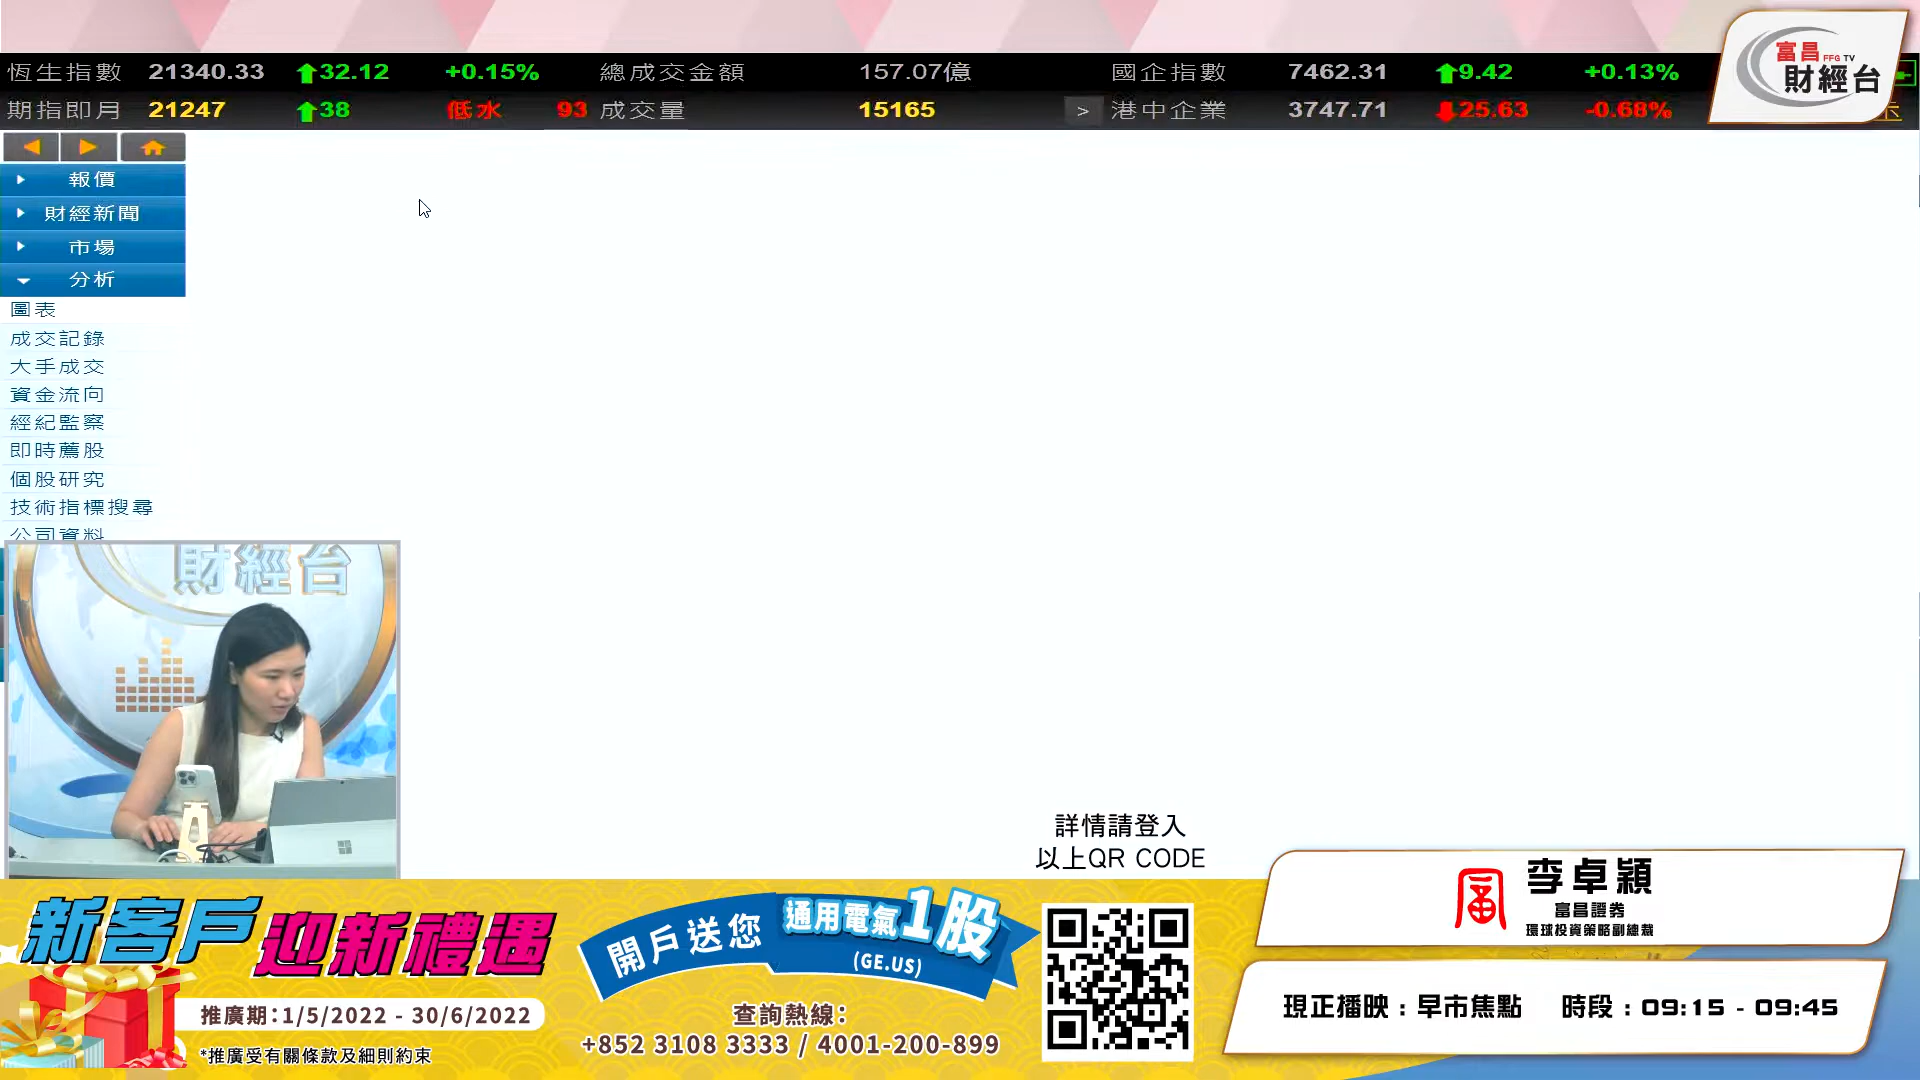 恆生指數 21340.33 32.12 +0.15% 總成交金額 157.07億 國企指數 7462.31 9.42 +0.13%
期指即月 21247 38 低水 93 成交量 15165 > 港中企業 3747.71 25.63 -0.68% 示
富昌 FFG TV
財經台
報價
財經新聞
市場
分析
圖表
成交記錄
大手成交
資金流向
經紀監察
即時薦股
個股研究
技術指標搜尋
公司資料
財經台
詳情請登入
以上QR CODE
新客戶迎新禮遇
推廣期:1/5/2022 - 30/6/2022
*推廣受有關條款及細則約束
開戶送您 通用電氣1股
(GE.US)
查詢熱線:
+852 3108 3333 / 4001-200-899
李卓穎
富昌證券
環球投資策略副總裁
現正播映:早市焦點 時段:09:15 - 09:45